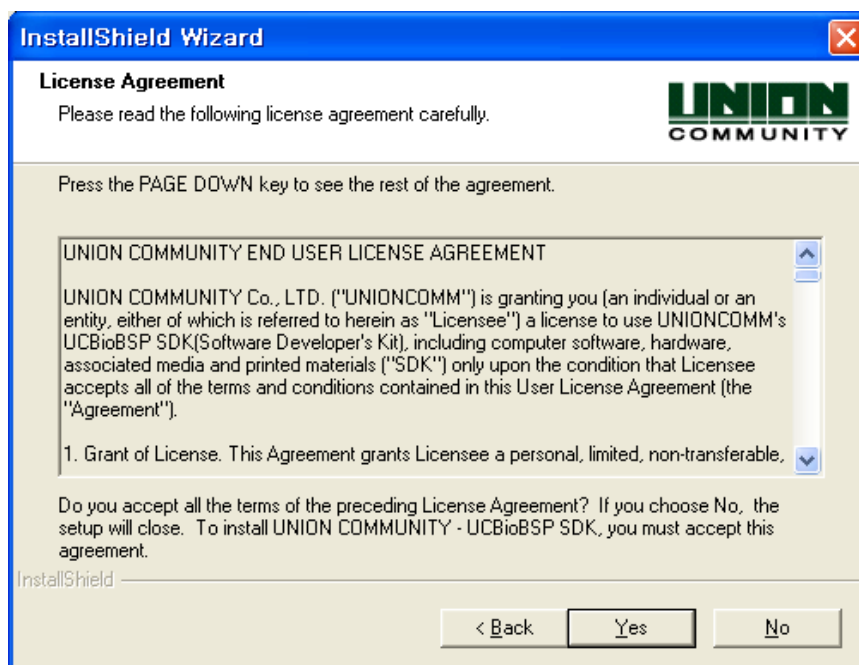 InstallShield Wizard
License Agreement
Please read the following license agreement carefully.
UNION
COMMUNITY
Press the PAGE DOWN key to see the rest of the agreement.
UNION COMMUNITY END USER LICENSE AGREEMENT
UNION COMMUNITY Co., LTD. ("UNIONCOMM") is granting you (an individual or an
entity, either of which is referred to herein as "Licensee") a license to use UNIONCOMM's
UCBioBSP SDK(Software Developer's Kit), including computer software, hardware,
associated media and printed materials ("SDK") only upon the condition that Licensee
accepts all of the terms and conditions contained in this User License Agreement (the
"Agreement").
1. Grant of License. This Agreement grants Licensee a personal, limited, non-transferable,
Do you accept all the terms of the preceding License Agreement? If you choose No, the
setup will close. To install UNION COMMUNITY - UCBioBSP SDK, you must accept this
agreement.
InstallShield
< Back
Yes
No